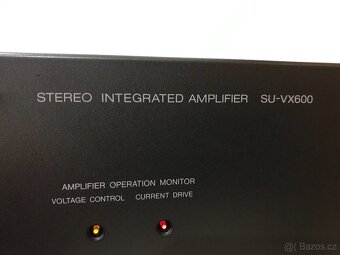 STEREO INTEGRATED AMPLIFIER SU-VX600
AMPLIFIER OPERATION MONITOR
VOLTAGE CONTROL CURRENT DRIVE
Bazos.cz